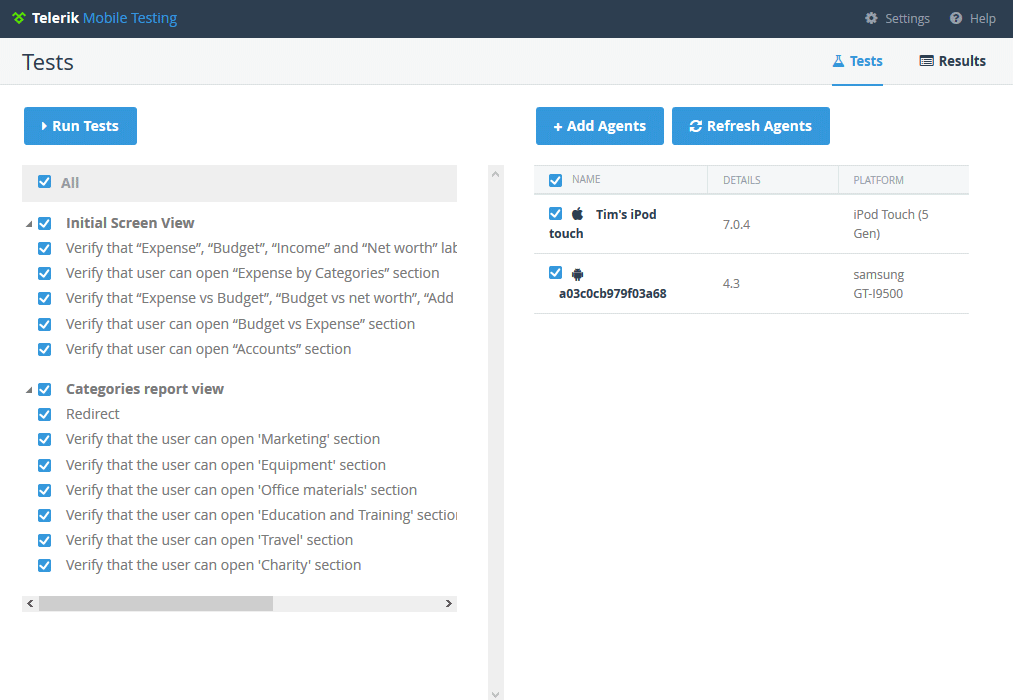 Telerik Mobile Testing
Settings
Help
Tests
Tests
Results
Run Tests
+ Add Agents
Refresh Agents
All
Initial Screen View
Verify that “Expense”, “Budget”, “Income” and “Net worth” lab
Verify that user can open “Expense by Categories” section
Verify that “Expense vs Budget”, “Budget vs net worth”, “Add
Verify that user can open “Budget vs Expense” section
Verify that user can open “Accounts” section
Categories report view
Redirect
Verify that the user can open 'Marketing' section
Verify that the user can open 'Equipment' section
Verify that the user can open 'Office materials' section
Verify that the user can open 'Education and Training' section
Verify that the user can open 'Travel' section
Verify that the user can open 'Charity' section
NAME
DETAILS
PLATFORM
Tim's iPod
touch
7.0.4
iPod Touch (5
Gen)
a03c0cb979f03a68
4.3
samsung
GT-I9500